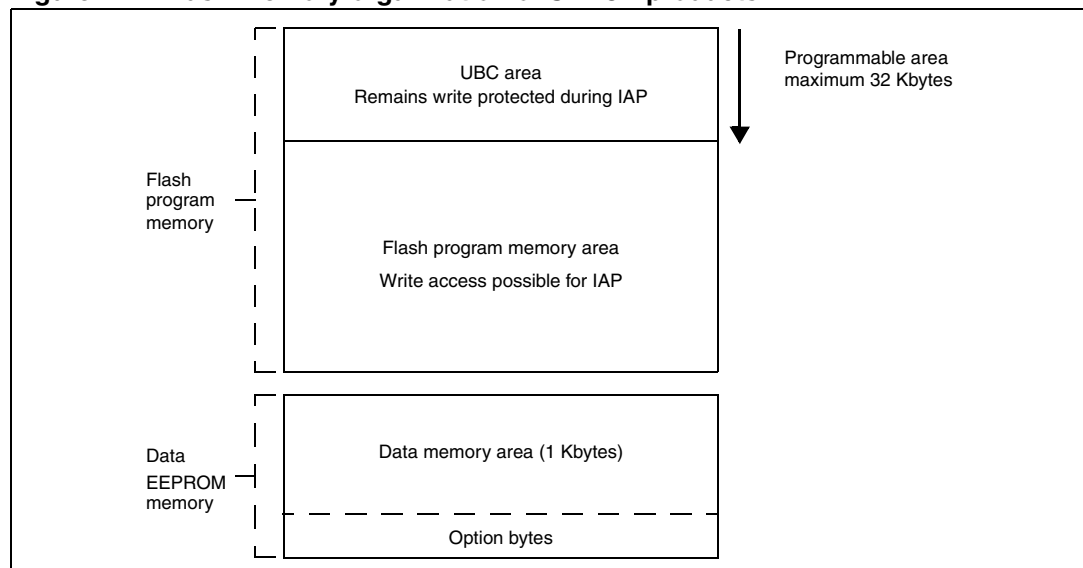 UBC area
Remains write protected during IAP
Programmable area
maximum 32 Kbytes
Flash
program
memory
Flash program memory area
Write access possible for IAP
Data
EEPROM
memory
Data memory area (1 Kbytes)
Option bytes